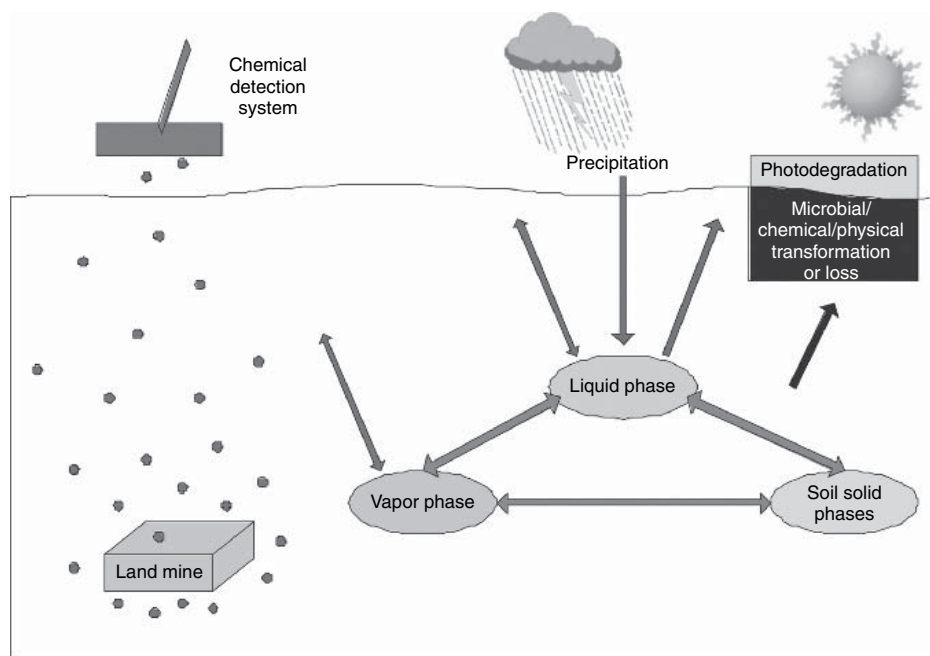 Chemical
detection
system
Precipitation
Photodegradation
Microbial/
chemical/physical
transformation
or loss
Liquid phase
Vapor phase
Soil solid
phases
Land mine